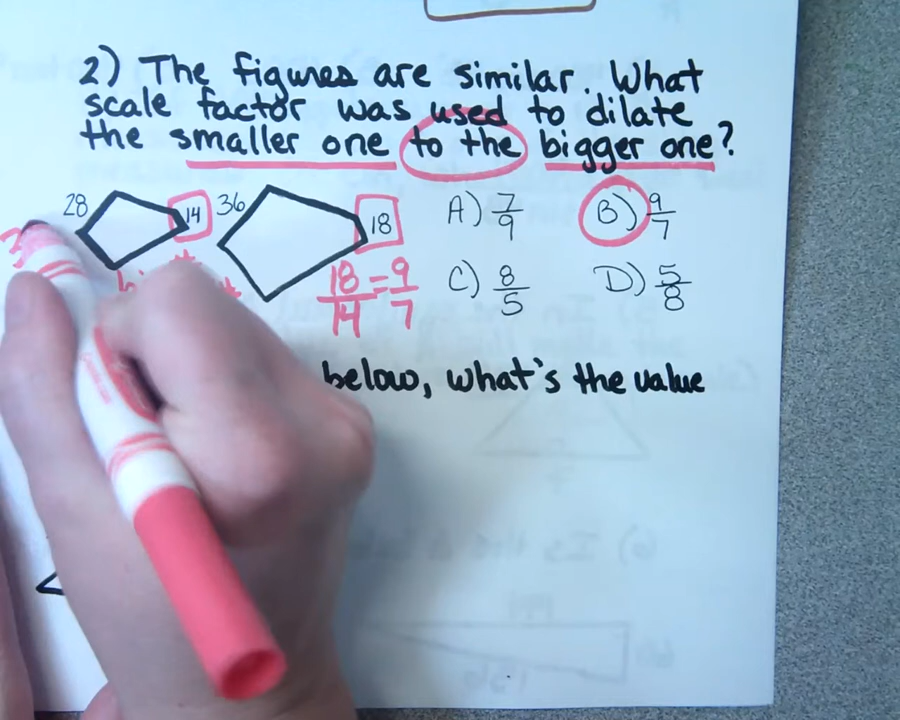 2) The figures are similar. What
scale factor was used to dilate
the smaller one to the bigger one?
28 14 36 18 A) 7/9 B) 9/7
18/14 = 9/7 C) 8/5 D) 5/8
below, what's the value